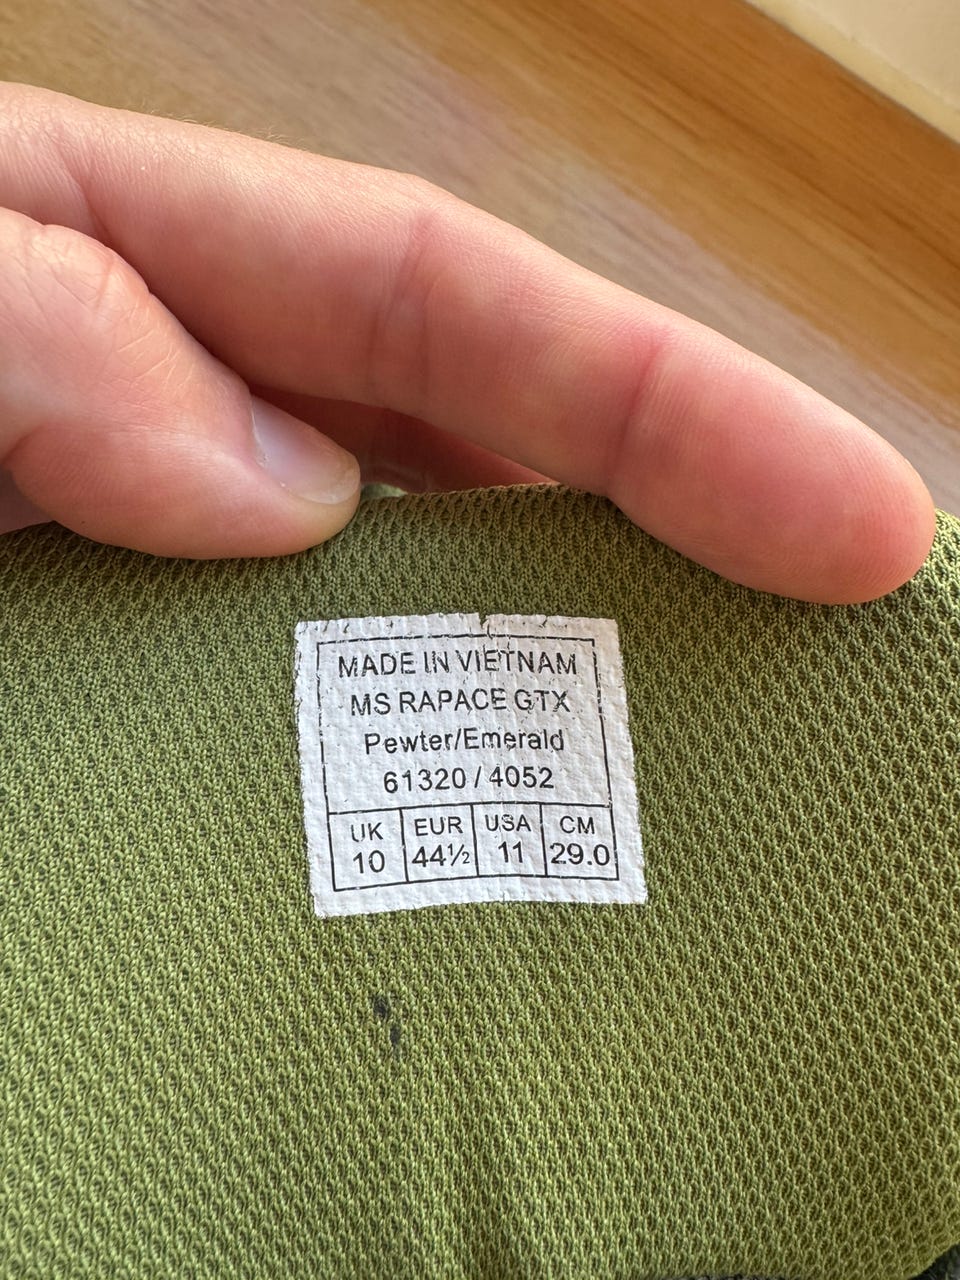 MADE IN VIETNAM
MS RAPACE GTX
Pewter/Emerald
61320 / 4052
UK EUR USA CM
10 44½ 11 29.0